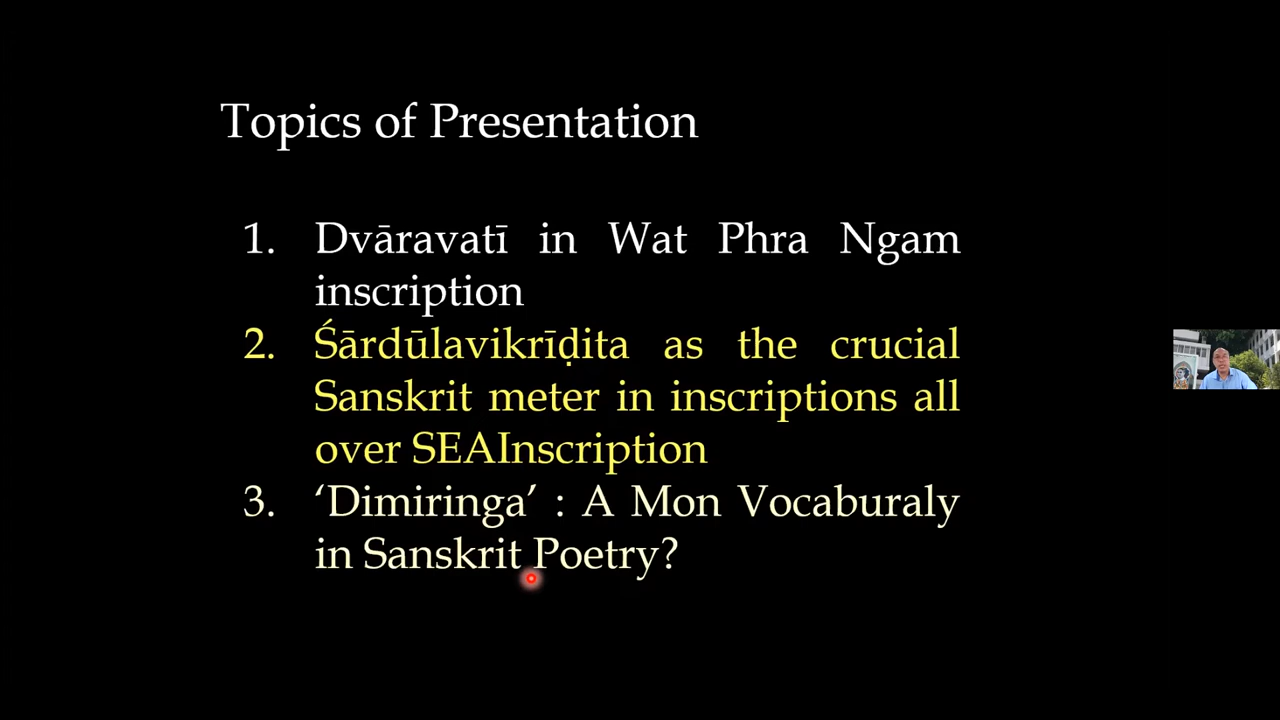 Topics of Presentation
1. Dvāravatī in Wat Phra Ngam
inscription
2. Śārdūlavikrīḍita as the crucial
Sanskrit meter in inscriptions all
over SEAInscription
3. ‘Dimiringa’ : A Mon Vocaburaly
in Sanskrit Poetry?